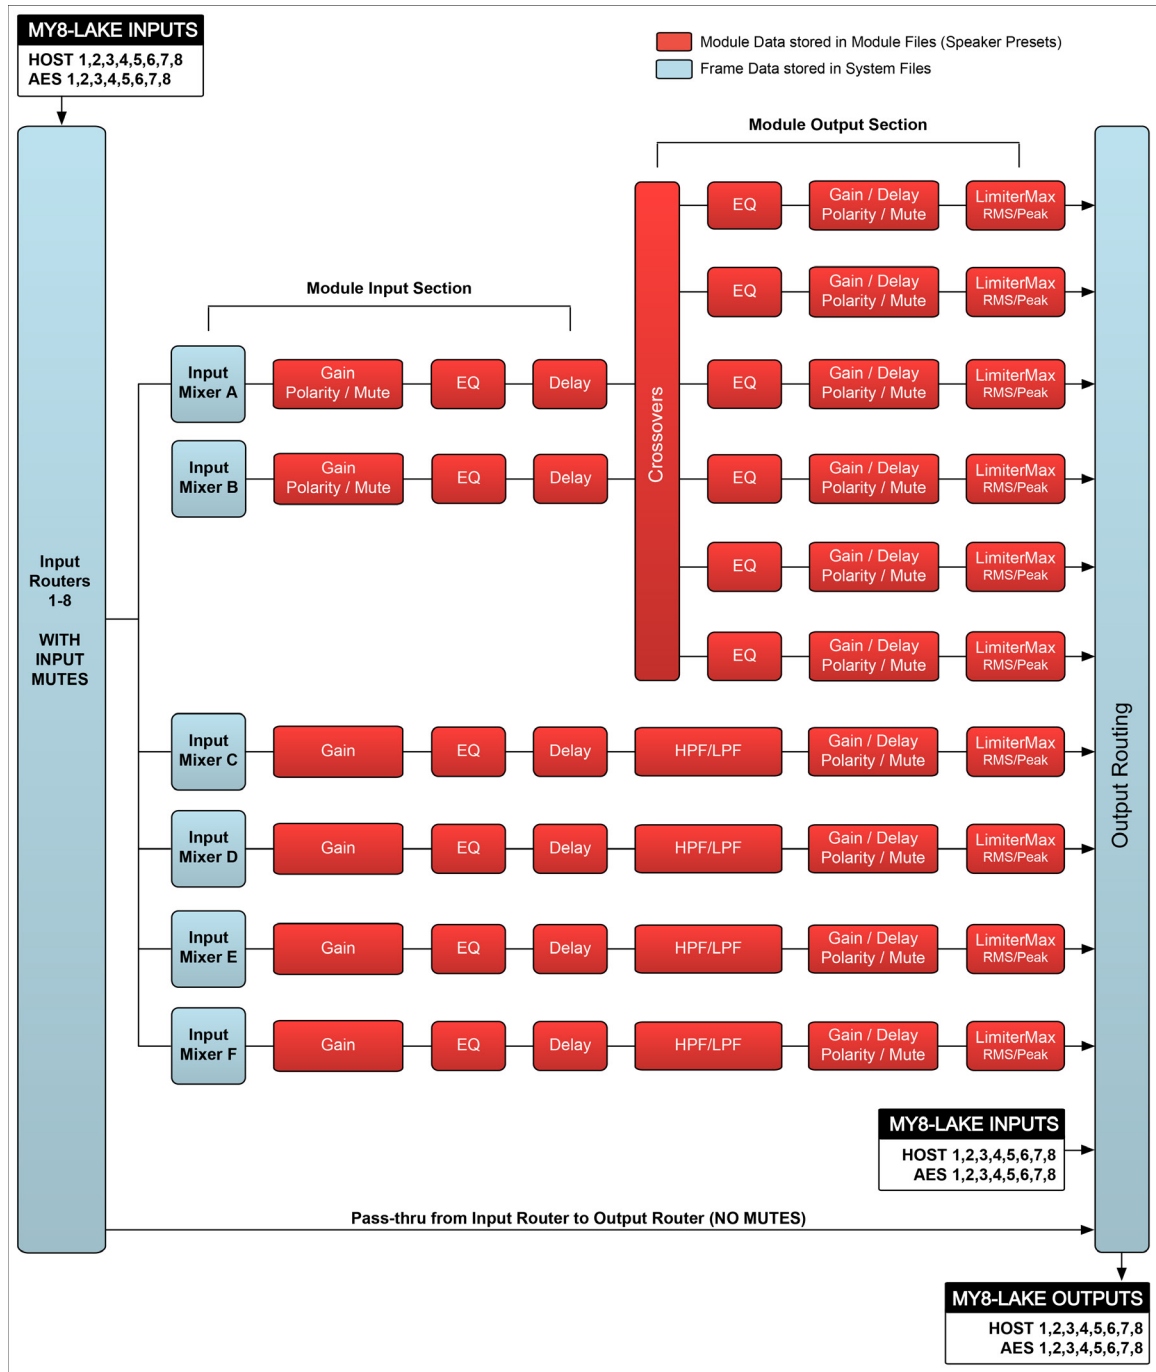 MY8-LAKE INPUTS
HOST 1,2,3,4,5,6,7,8
AES 1,2,3,4,5,6,7,8
Module Data stored in Module Files (Speaker Presets)
Frame Data stored in System Files
Module Output Section
EQ
Gain / Delay
Polarity / Mute
LimiterMax
RMS/Peak
EQ
Gain / Delay
Polarity / Mute
LimiterMax
RMS/Peak
Module Input Section
Input
Mixer A
Gain
Polarity / Mute
EQ
Delay
Crossovers
EQ
Gain / Delay
Polarity / Mute
LimiterMax
RMS/Peak
Input
Mixer B
Gain
Polarity / Mute
EQ
Delay
EQ
Gain / Delay
Polarity / Mute
LimiterMax
RMS/Peak
EQ
Gain / Delay
Polarity / Mute
LimiterMax
RMS/Peak
Input
Routers
1-8
WITH
INPUT
MUTES
EQ
Gain / Delay
Polarity / Mute
LimiterMax
RMS/Peak
Input
Mixer C
Gain
EQ
Delay
HPF/LPF
Gain / Delay
Polarity / Mute
LimiterMax
RMS/Peak
Output Routing
Input
Mixer D
Gain
EQ
Delay
HPF/LPF
Gain / Delay
Polarity / Mute
LimiterMax
RMS/Peak
Input
Mixer E
Gain
EQ
Delay
HPF/LPF
Gain / Delay
Polarity / Mute
LimiterMax
RMS/Peak
Input
Mixer F
Gain
EQ
Delay
HPF/LPF
Gain / Delay
Polarity / Mute
LimiterMax
RMS/Peak
MY8-LAKE INPUTS
HOST 1,2,3,4,5,6,7,8
AES 1,2,3,4,5,6,7,8
Pass-thru from Input Router to Output Router (NO MUTES)
MY8-LAKE OUTPUTS
HOST 1,2,3,4,5,6,7,8
AES 1,2,3,4,5,6,7,8